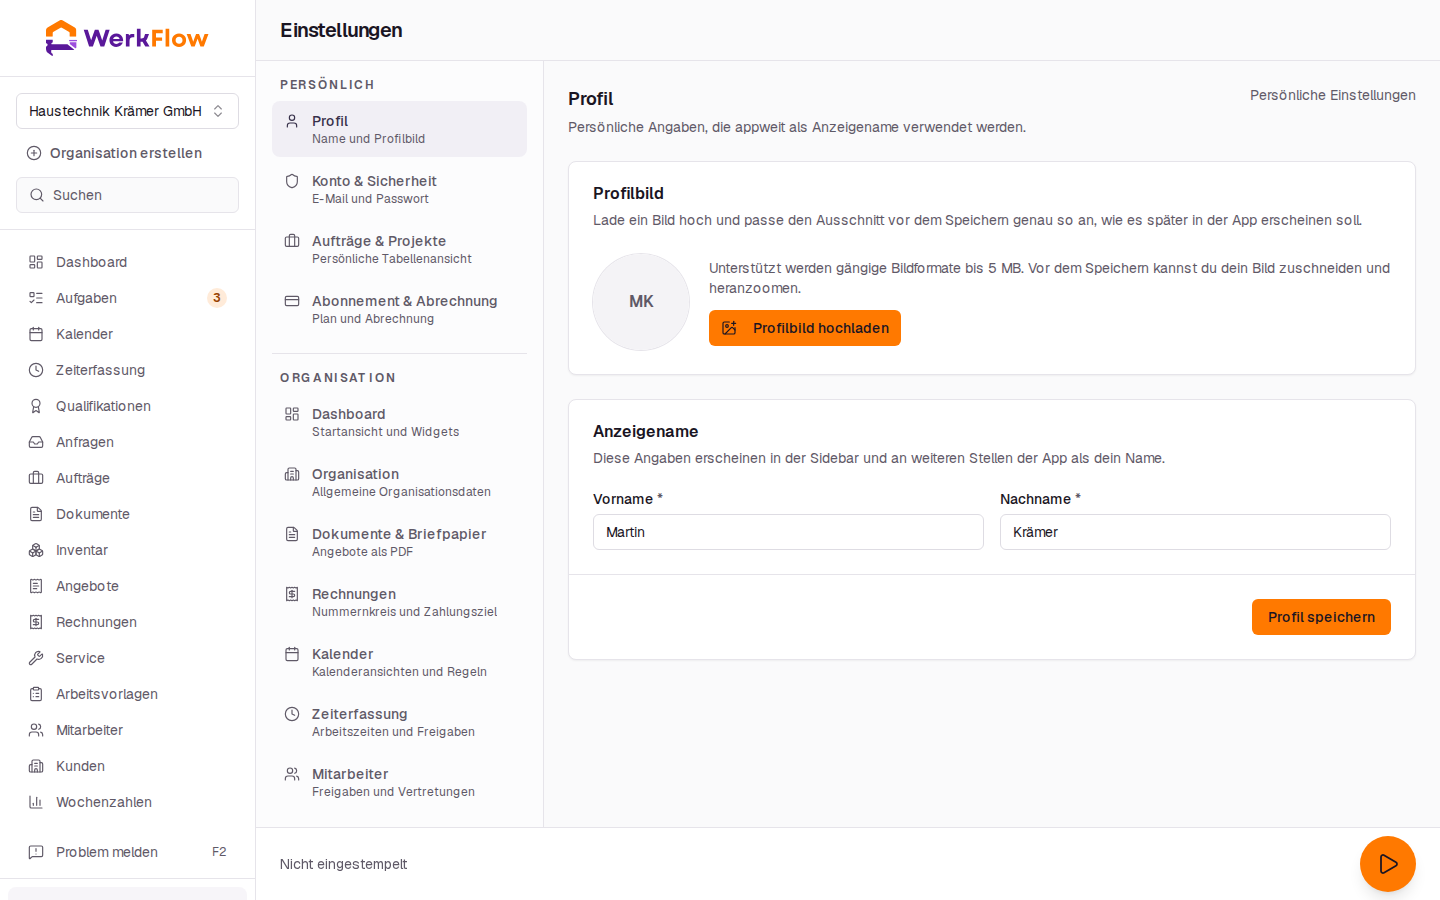 WerkFlow
Haustechnik Krämer GmbH
Organisation erstellen
Suchen
Dashboard
Aufgaben
3
Kalender
Zeiterfassung
Qualifikationen
Anfragen
Aufträge
Dokumente
Inventar
Angebote
Rechnungen
Service
Arbeitsvorlagen
Mitarbeiter
Kunden
Wochenzahlen
Problem melden
F2
Einstellungen
PERSÖNLICH
Profil
Name und Profilbild
Konto & Sicherheit
E-Mail und Passwort
Aufträge & Projekte
Persönliche Tabellenansicht
Abonnement & Abrechnung
Plan und Abrechnung
ORGANISATION
Dashboard
Startansicht und Widgets
Organisation
Allgemeine Organisationsdaten
Dokumente & Briefpapier
Angebote als PDF
Rechnungen
Nummernkreis und Zahlungsziel
Kalender
Kalenderansichten und Regeln
Zeiterfassung
Arbeitszeiten und Freigaben
Mitarbeiter
Freigaben und Vertretungen
Profil
Persönliche Einstellungen
Persönliche Angaben, die appweit als Anzeigename verwendet werden.
Profilbild
Lade ein Bild hoch und passe den Ausschnitt vor dem Speichern genau so an, wie es später in der App erscheinen soll.
MK
Unterstützt werden gängige Bildformate bis 5 MB. Vor dem Speichern kannst du dein Bild zuschneiden und
heranzoomen.
Profilbild hochladen
Anzeigename
Diese Angaben erscheinen in der Sidebar und an weiteren Stellen der App als dein Name.
Vorname *
Nachname *
Martin
Krämer
Profil speichern
Nicht eingestempelt